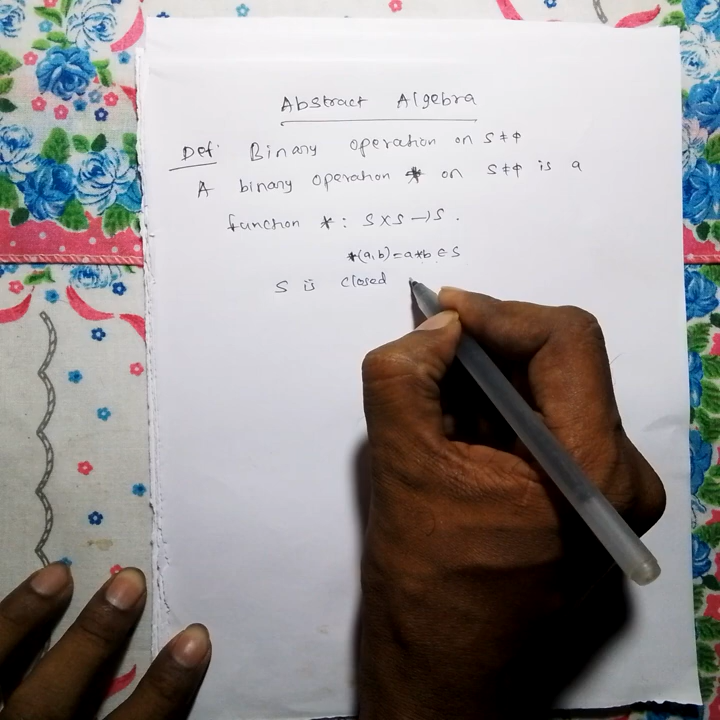 Abstract Algebra
Def: Binary operation on S≠φ
A binary operation * on S≠φ is a
function *: S×S→S.
*(a,b)=a*b∈S
S is closed